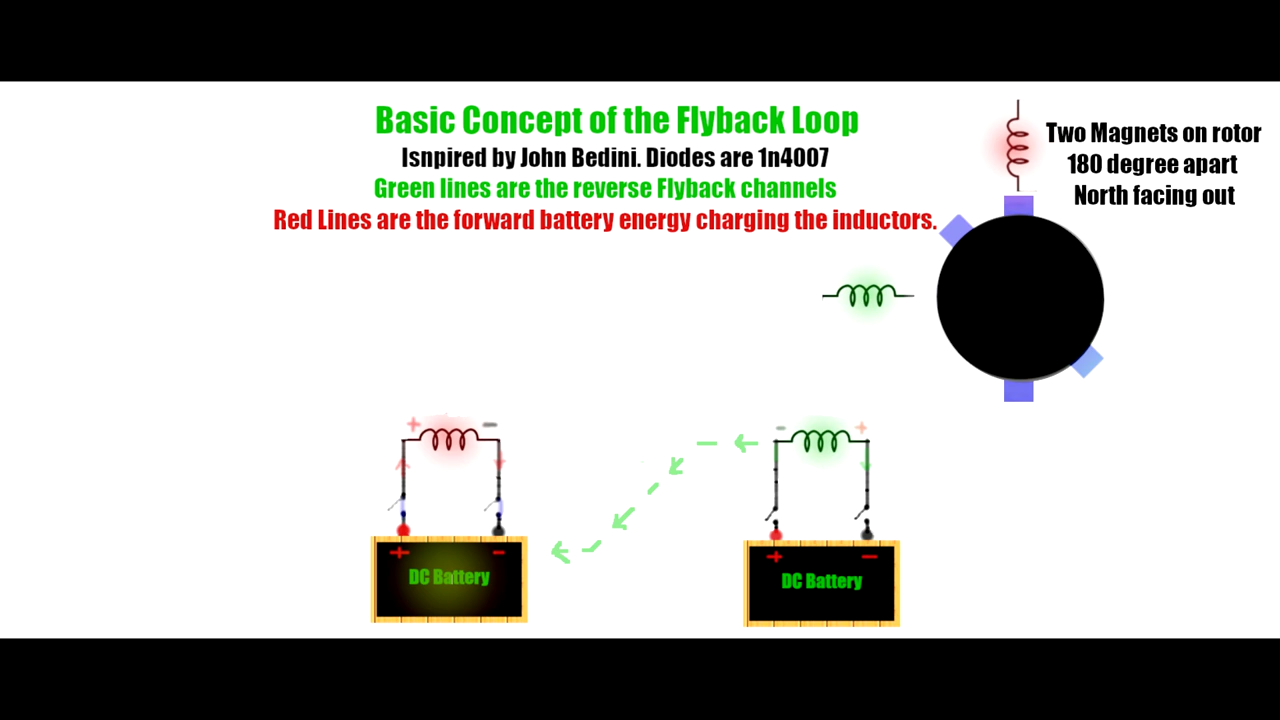 Basic Concept of the Flyback Loop
Isnpired by John Bedini. Diodes are 1n4007
Green lines are the reverse Flyback channels
Red Lines are the forward battery energy charging the inductors.
Two Magnets on rotor
180 degree apart
North facing out
+ −
− +
+ −
DC Battery
+ −
DC Battery